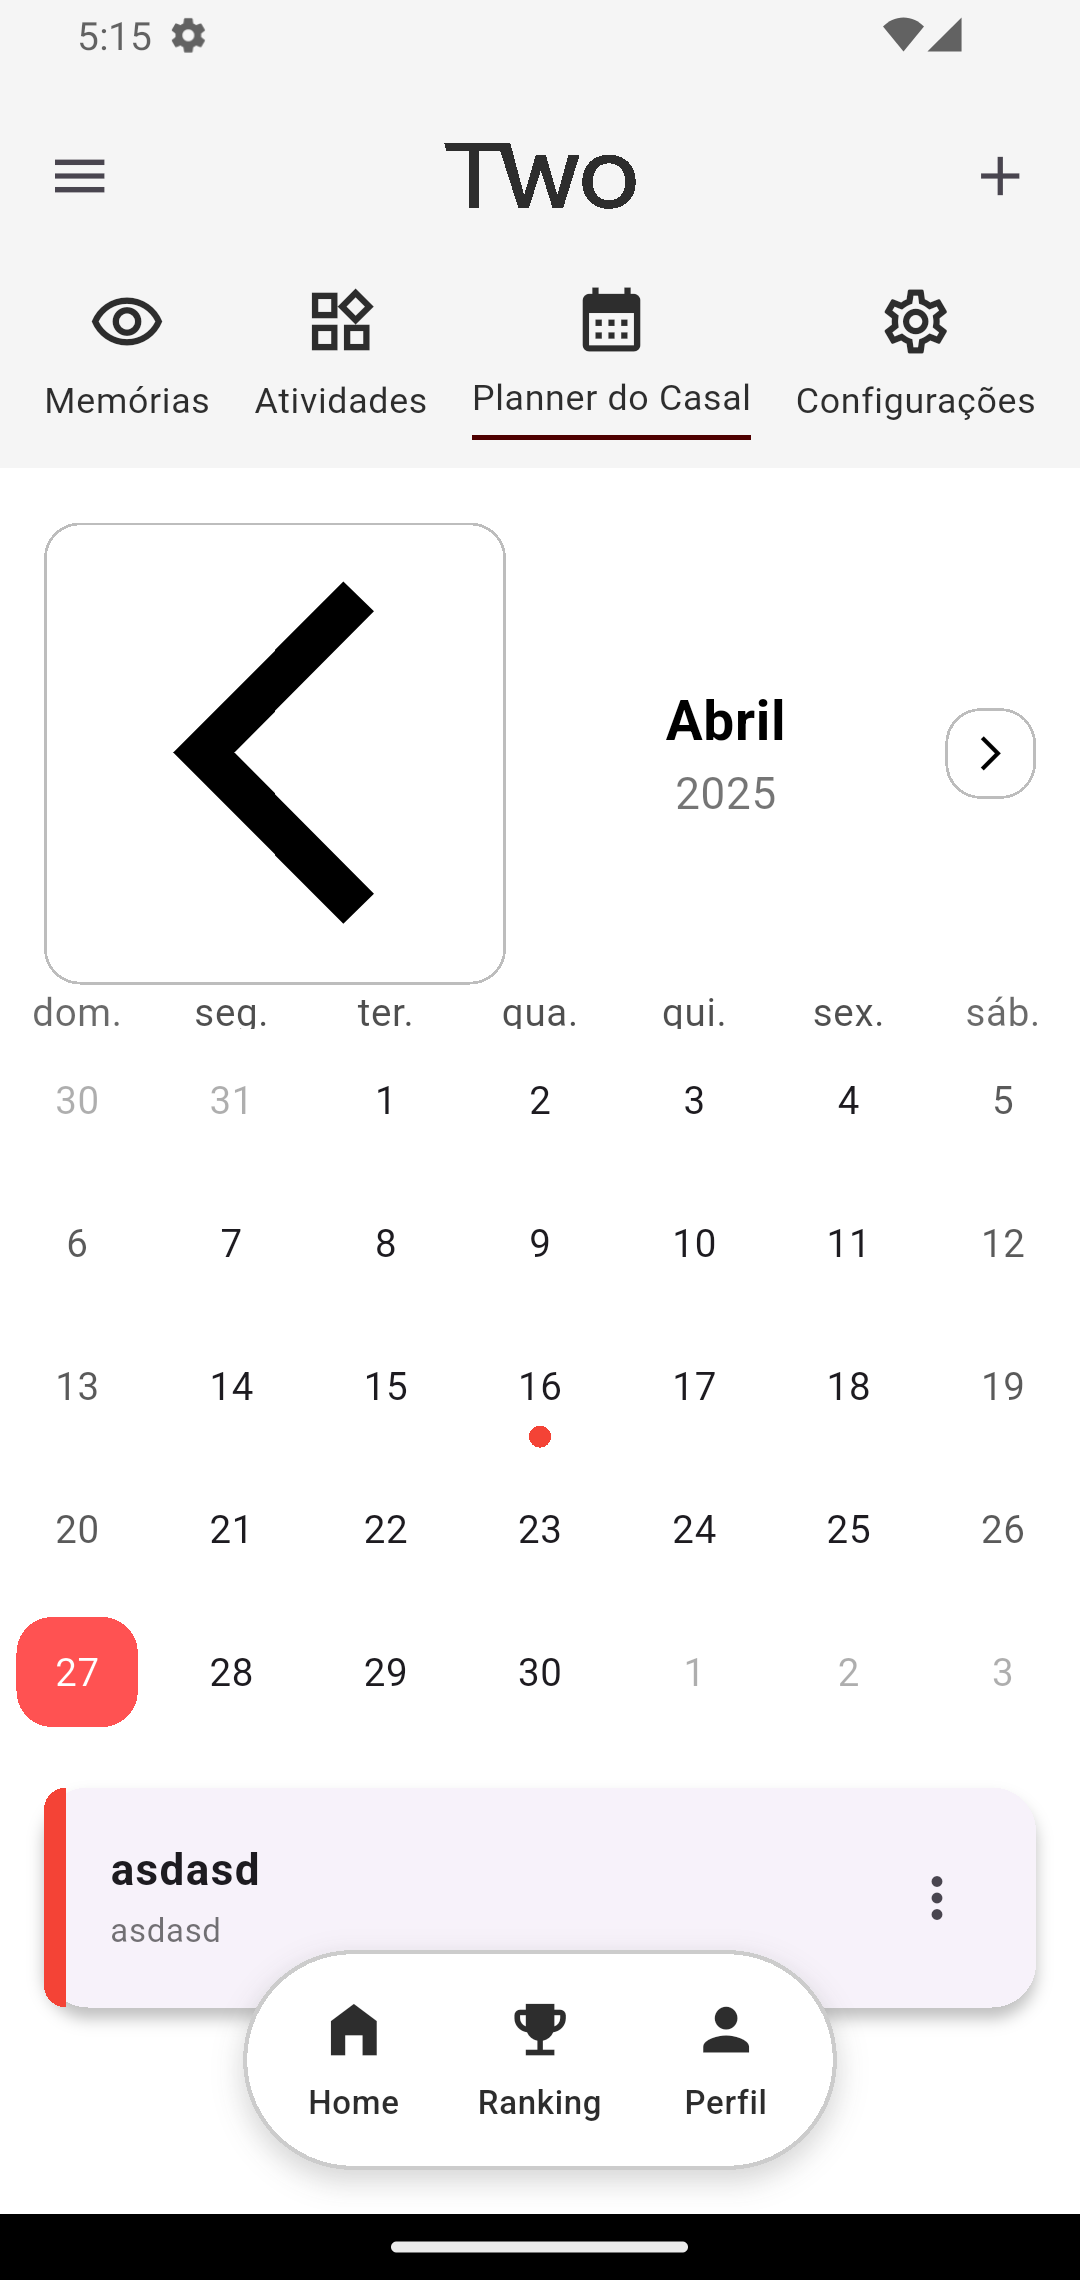 5:15
Two
Memórias Atividades Planner do Casal Configurações
Abril
2025
dom. seg. ter. qua. qui. sex. sáb.
30 31 1 2 3 4 5
6 7 8 9 10 11 12
13 14 15 16 17 18 19
20 21 22 23 24 25 26
27 28 29 30 1 2 3
asdasd
asdasd
Home Ranking Perfil